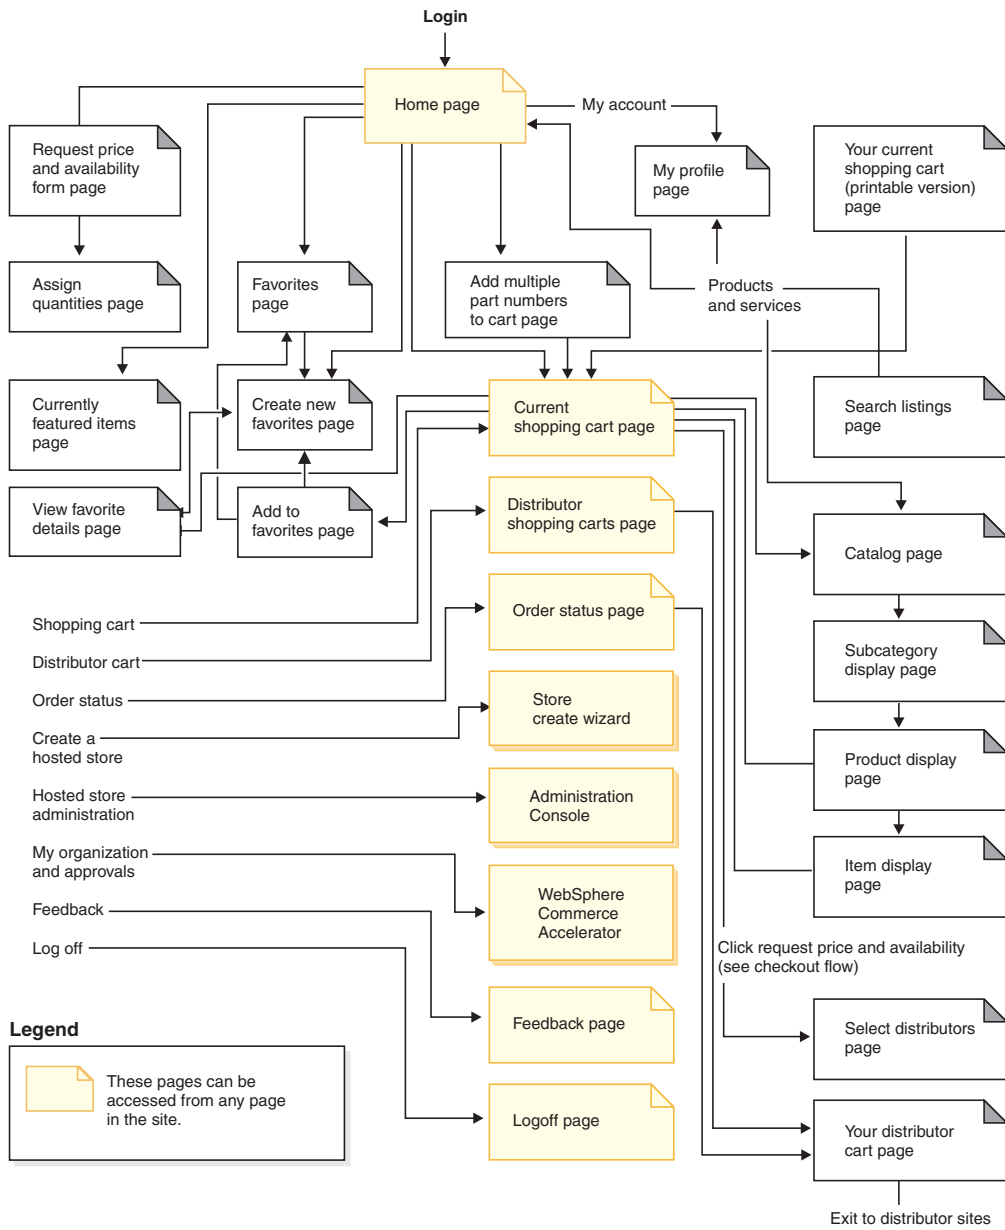 Login
Home page
My account
Request price
and availability
form page
My profile
page
Your current
shopping cart
(printable version)
page
Assign
quantities page
Favorites
page
Add multiple
part numbers
to cart page
Products
and services
Currently
featured items
page
Create new
favorites page
Current
shopping cart page
Search listings
page
View favorite
details page
Add to
favorites page
Distributor
shopping carts page
Catalog page
Order status page
Shopping cart
Distributor cart
Order status
Create a
hosted store
Hosted store
administration
My organization
and approvals
Feedback
Log off
Subcategory
display page
Store
create wizard
Product display
page
Administration
Console
Item display
page
WebSphere
Commerce
Accelerator
Click request price and availability
(see checkout flow)
Feedback page
Select distributors
page
Legend
These pages can be
accessed from any page
in the site.
Logoff page
Your distributor
cart page
Exit to distributor sites